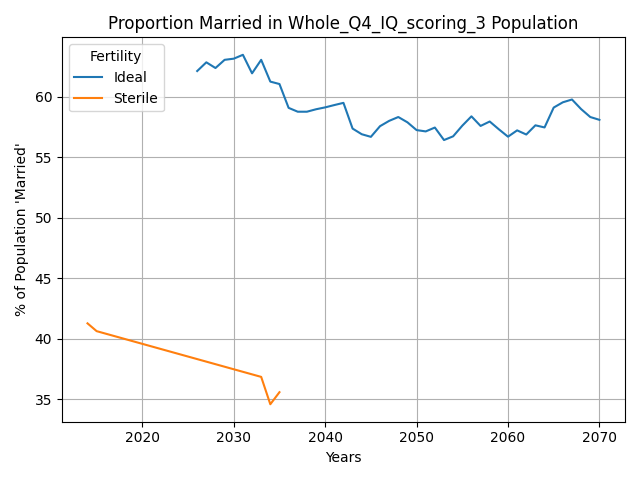 Proportion Married in Whole_Q4_IQ_scoring_3 Population
Fertility
Ideal
Sterile
% of Population 'Married'
60
55
50
45
40
35
2020 2030 2040 2050 2060 2070
Years